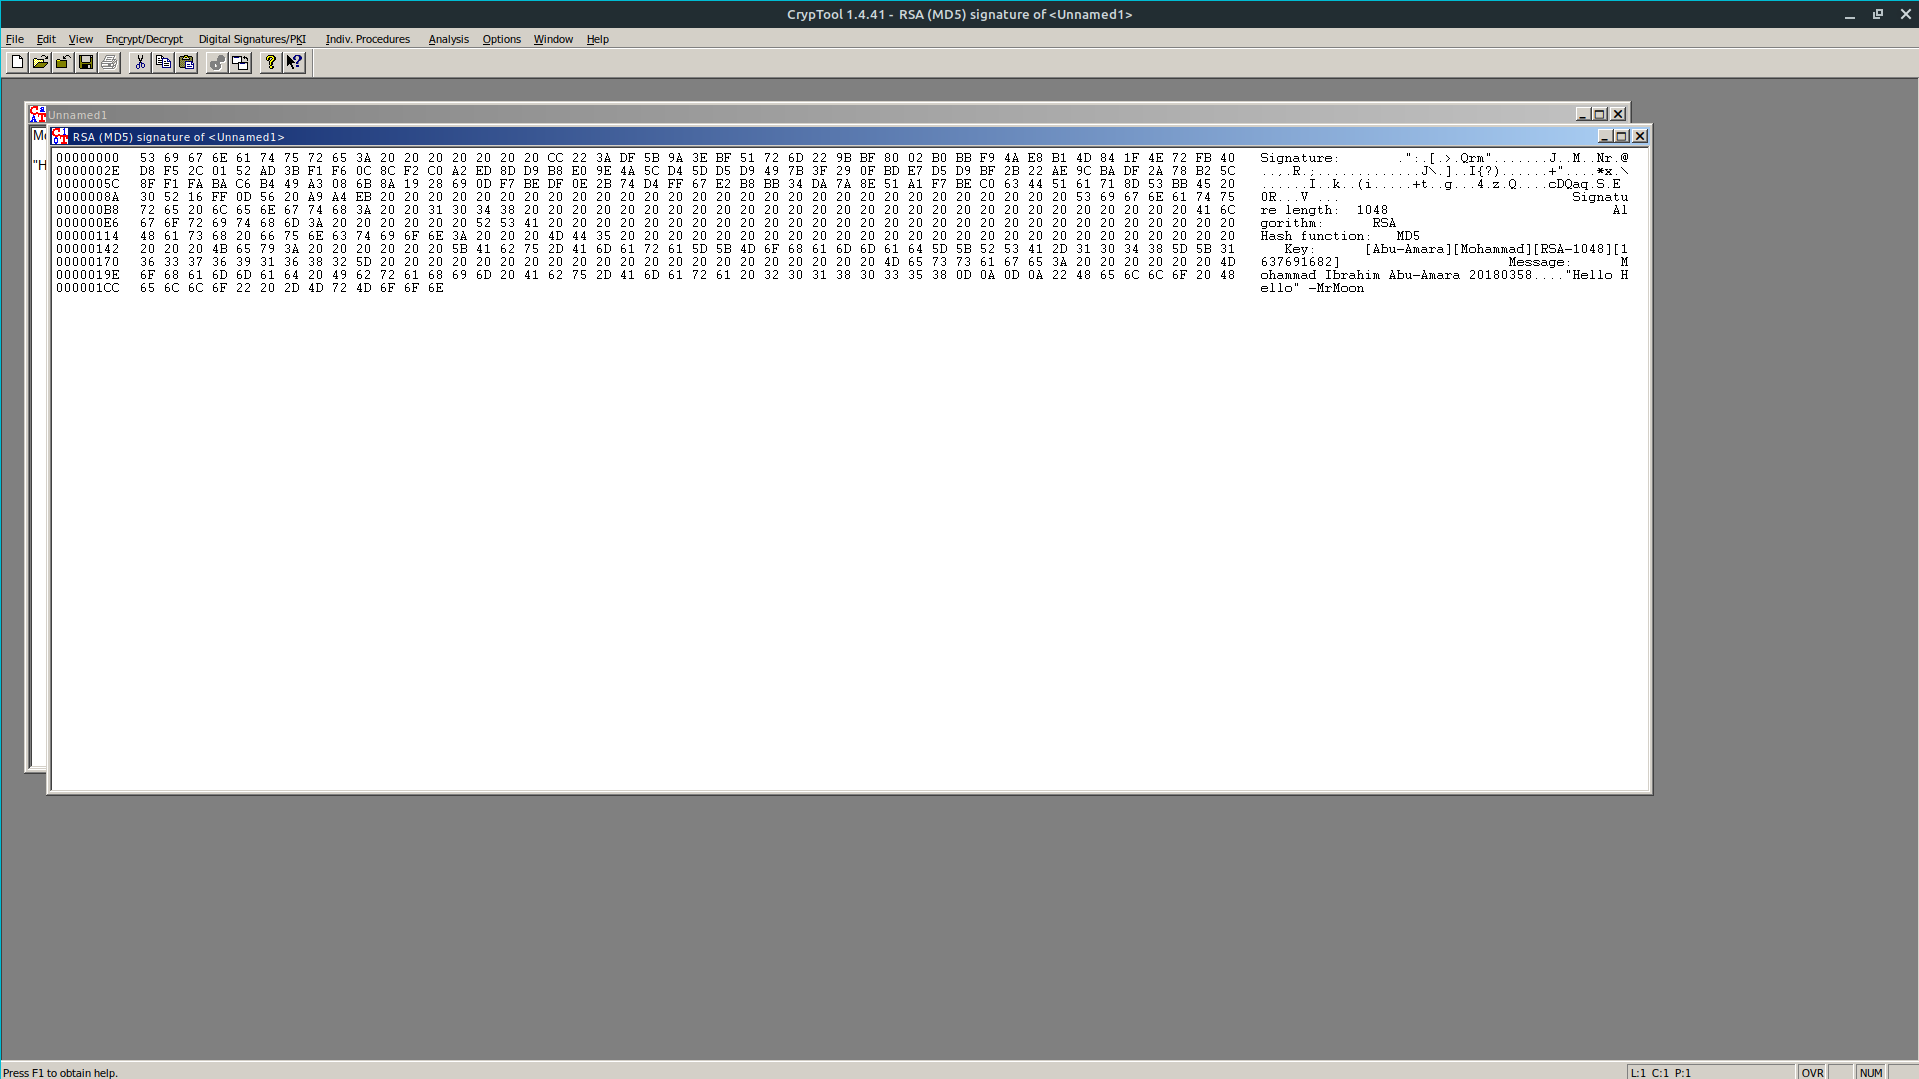 CrypTool 1.4.41 - RSA (MD5) signature of <Unnamed1>
File Edit View Encrypt/Decrypt Digital Signatures/PKI Indiv. Procedures Analysis Options Window Help
Unnamed1
RSA (MD5) signature of <Unnamed1>
00000000 53 69 67 6E 61 74 75 72 65 3A 20 20 20 20 20 20 20 CC 22 3A DF 5B 9A 3E BF 51 72 6D 22 9B BF 80 02 B0 BB F9 4A E8 B1 4D 84 1F 4E 72 FB 40 Signature: .":.[.>.Qrm".......J..M..Nr.@
0000002E D8 F5 2C 01 52 AD 3B F1 F6 0C 8C F2 C0 A2 ED 8D D9 B8 E0 9E 4A 5C D4 5D D5 D9 49 7B 3F 29 0F BD E7 D5 D9 BF 2B 22 AE 9C BA DF 2A 78 B2 5C ..,.R.;.............J\.]..I{?)......+"....*x.\
0000005C 8F F1 FA BA C6 B4 49 A3 08 6B 8A 19 28 69 0D F7 BE DF 0E 2B 74 D4 FF 67 E2 B8 BB 34 DA 7A 8E 51 A1 F7 BE C0 63 44 51 61 71 8D 53 BB 45 20 ......I..k..(i.....+t..g...4.z.Q....cDQaq.S.E
0000008A 30 52 16 FF 0D 56 20 A9 A4 EB 20 20 20 20 20 20 20 20 20 20 20 20 20 20 20 20 20 20 20 20 20 20 20 20 20 20 20 20 20 53 69 67 6E 61 74 75 0R...V ... Signatu
000000B8 72 65 20 6C 65 6E 67 74 68 3A 20 20 31 30 34 38 20 20 20 20 20 20 20 20 20 20 20 20 20 20 20 20 20 20 20 20 20 20 20 20 20 20 20 20 41 6C re length: 1048 Al
000000E6 67 6F 72 69 74 68 6D 3A 20 20 20 20 20 20 52 53 41 20 20 20 20 20 20 20 20 20 20 20 20 20 20 20 20 20 20 20 20 20 20 20 20 20 20 20 20 20 gorithm: RSA
00000114 48 61 73 68 20 66 75 6E 63 74 69 6F 6E 3A 20 20 20 4D 44 35 20 20 20 20 20 20 20 20 20 20 20 20 20 20 20 20 20 20 20 20 20 20 20 20 20 20 Hash function: MD5
00000142 20 20 20 4B 65 79 3A 20 20 20 20 20 20 5B 41 62 75 2D 41 6D 61 72 61 5D 5B 4D 6F 68 61 6D 6D 61 64 5D 5B 52 53 41 2D 31 30 34 38 5D 5B 31 Key: [Abu-Amara][Mohammad][RSA-1048][1
00000170 36 33 37 36 39 31 36 38 32 5D 20 20 20 20 20 20 20 20 20 20 20 20 20 20 20 20 20 20 20 20 20 4D 65 73 73 61 67 65 3A 20 20 20 20 20 20 4D 637691682] Message: M
0000019E 6F 68 61 6D 6D 61 64 20 49 62 72 61 68 69 6D 20 41 62 75 2D 41 6D 61 72 61 20 32 30 31 38 30 33 35 38 0D 0A 0D 0A 22 48 65 6C 6C 6F 20 48 ohammad Ibrahim Abu-Amara 20180358...."Hello H
000001CC 65 6C 6C 6F 22 20 2D 4D 72 4D 6F 6F 6E ello" -MrMoon
Press F1 to obtain help.
L:1 C:1 P:1 OVR NUM